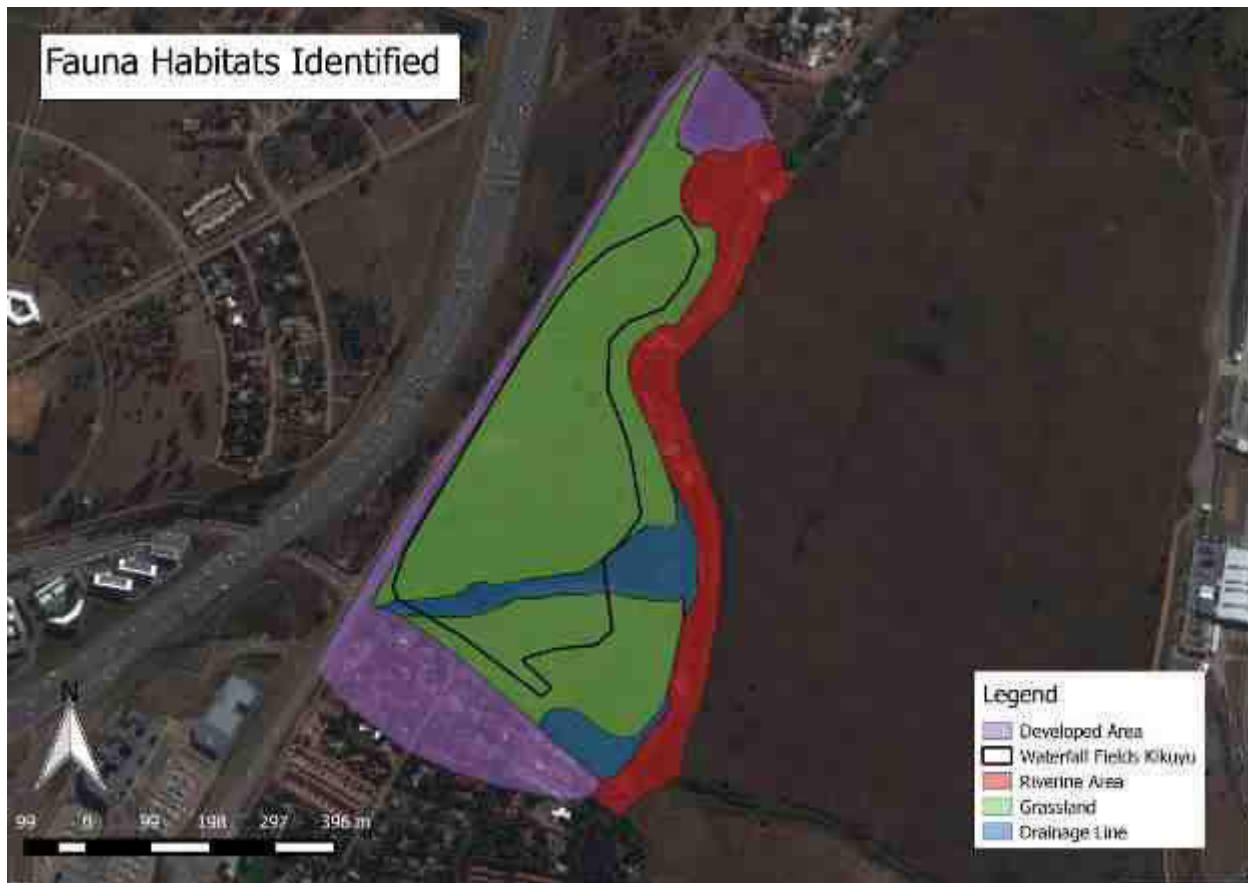 Fauna Habitats Identified
N
99 0 99 198 297 396 m
Legend
Developed Area
Waterfall Fields Kikuyu
Riverine Area
Grassland
Drainage Line